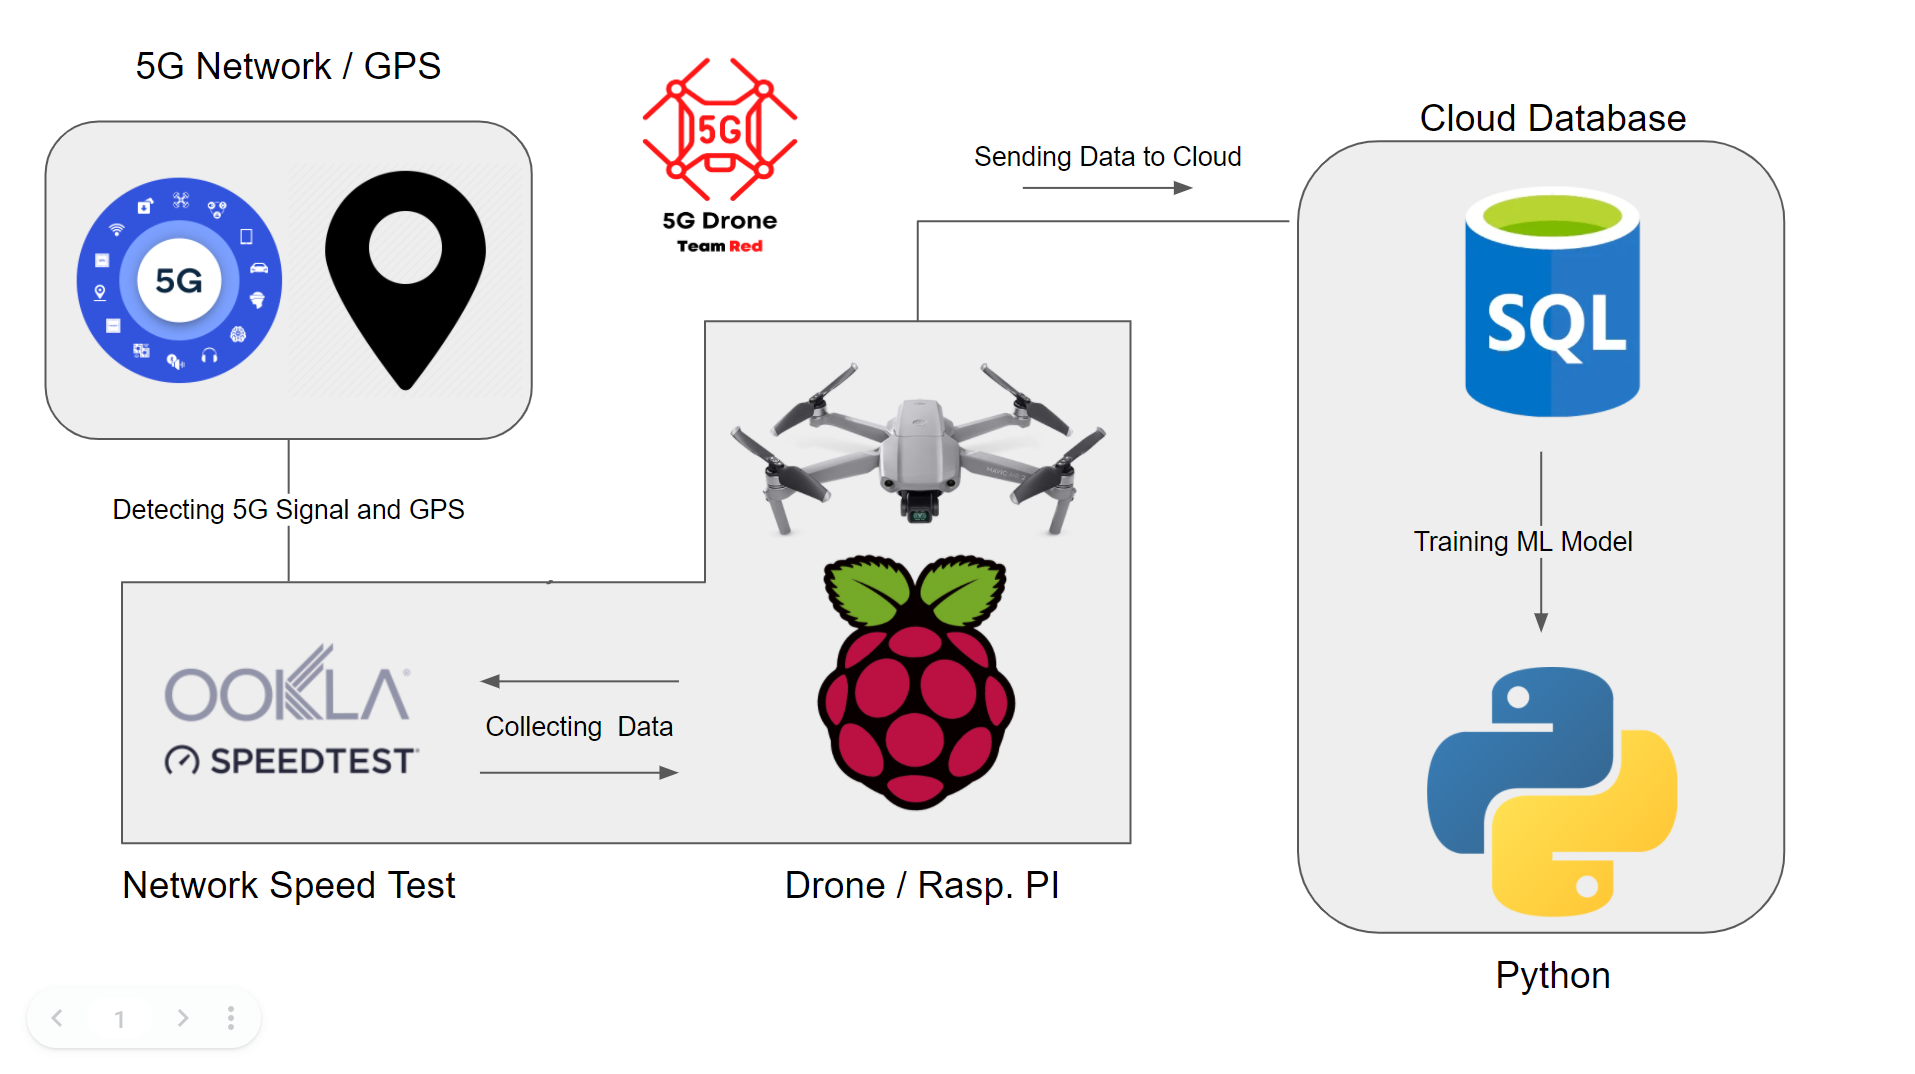 5G Network / GPS
5G
5G
5G Drone
Team Red
Sending Data to Cloud
Cloud Database
SQL
Detecting 5G Signal and GPS
Training ML Model
OOKLA
SPEEDTEST
Collecting  Data
Network Speed Test
Drone / Rasp. PI
Python
1